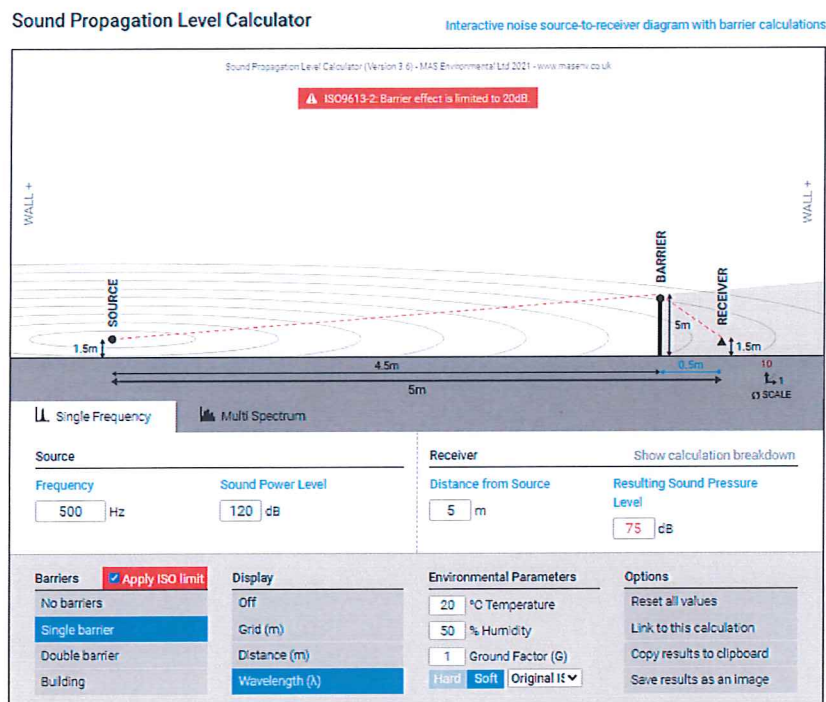 Sound Propagation Level Calculator
Interactive noise source-to-receiver diagram with barrier calculations
Sound Propagation Level Calculator (Version 3.6) - MAS Environmental Ltd 2021 - www.masenv.co.uk
ISO9613-2: Barrier effect is limited to 20dB.
WALL +
WALL +
SOURCE
BARRIER
RECEIVER
1.5m
5m
1.5m
4.5m
0.5m
5m
10
1
SCALE
Single Frequency
Multi Spectrum
Source
Receiver
Show calculation breakdown
Frequency
Sound Power Level
Distance from Source
Resulting Sound Pressure
Level
500 Hz
120 dB
5 m
75 dB
Barriers
Apply ISO limit
Display
Environmental Parameters
Options
No barriers
Off
20 °C Temperature
Reset all values
Single barrier
Grid (m)
50 % Humidity
Link to this calculation
Double barrier
Distance (m)
1 Ground Factor (G)
Copy results to clipboard
Building
Wavelength (λ)
Hard
Soft
Original
Save results as an image